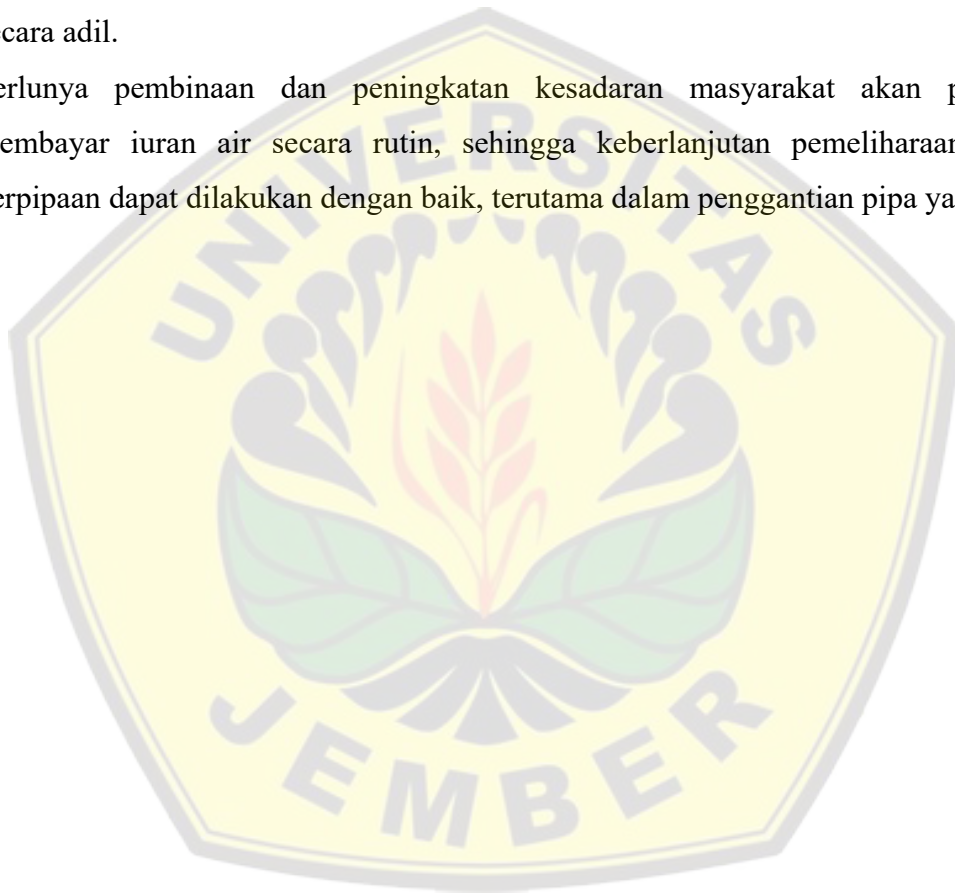 ecara adil.
erlunya pembinaan dan peningkatan kesadaran masyarakat akan p
embayar iuran air secara rutin, sehingga keberlanjutan pemeliharaan
erpipaan dapat dilakukan dengan baik, terutama dalam penggantian pipa ya
UNIVERSITAS
JEMBER